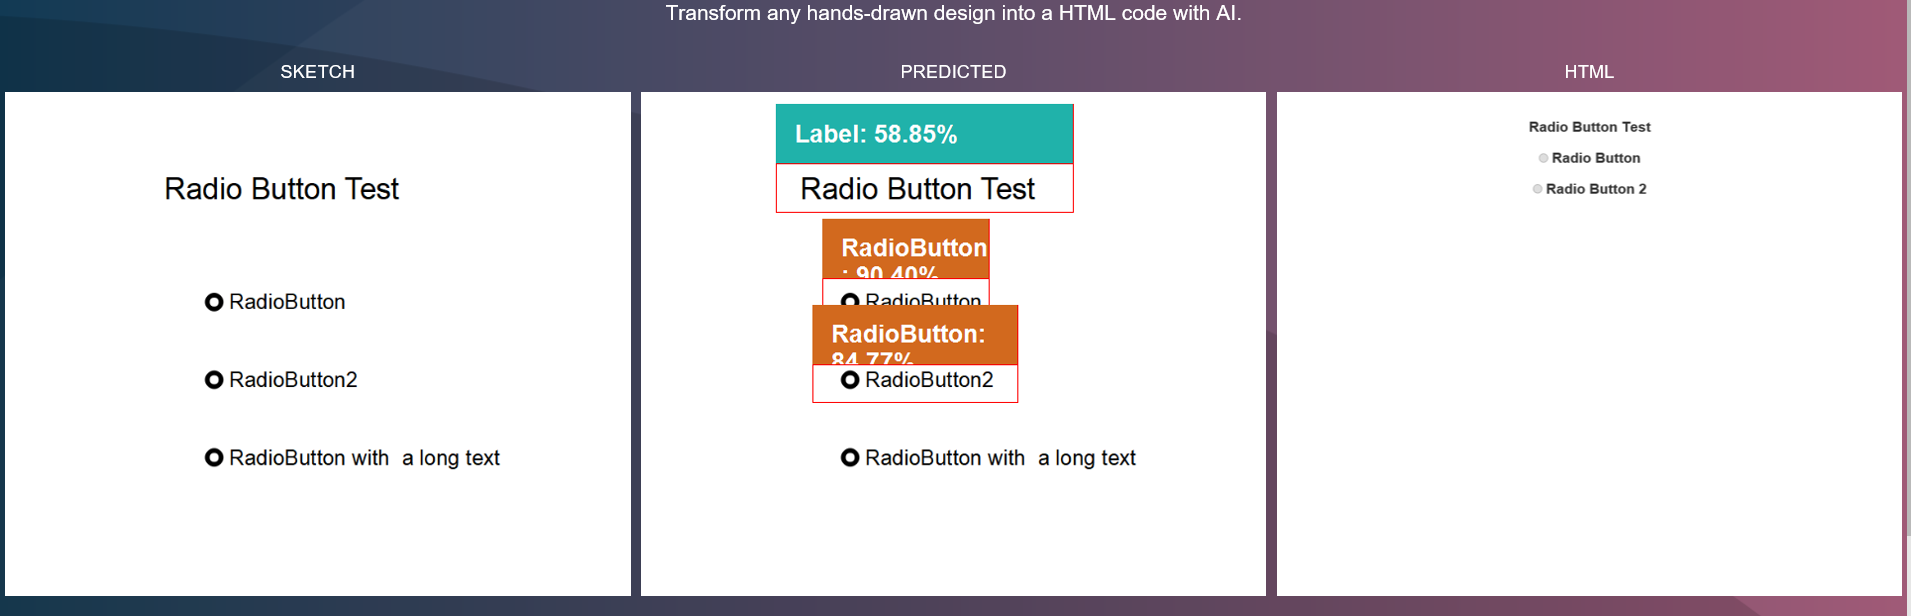 Transform any hands-drawn design into a HTML code with AI.
SKETCH
PREDICTED
HTML
Radio Button Test
RadioButton
RadioButton2
RadioButton with  a long text
Label: 58.85%
Radio Button Test
RadioButton
: 90.40%
RadioButton
RadioButton:
84.77%
RadioButton2
RadioButton with  a long text
Radio Button Test
Radio Button
Radio Button 2